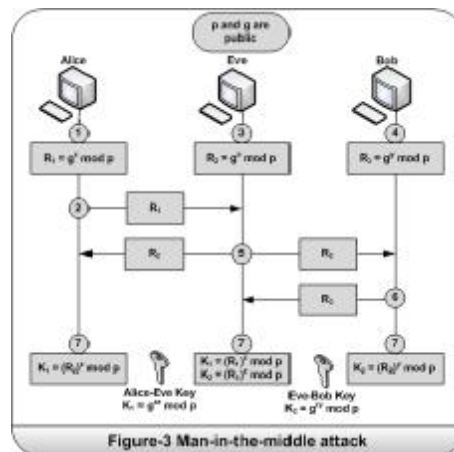 p and g are
public
Alice
Eve
Bob
1
3
4
R₁ = gˣ mod p
R₂ = mod p
R₃ = mod p
2
R₁
R₂
5
R₂
R₃
6
7
7
7
K₁ = (R₂)ˣ mod p
K₁ = (R₁)ᶻ mod p
K₂ = (R₃)ᶻ mod p
K₂ = (R₂)ʸ mod p
Alice-Eve Key
K₁ = mod p
Eve-Bob Key
K₂ = mod p
Figure-3 Man-in-the-middle attack